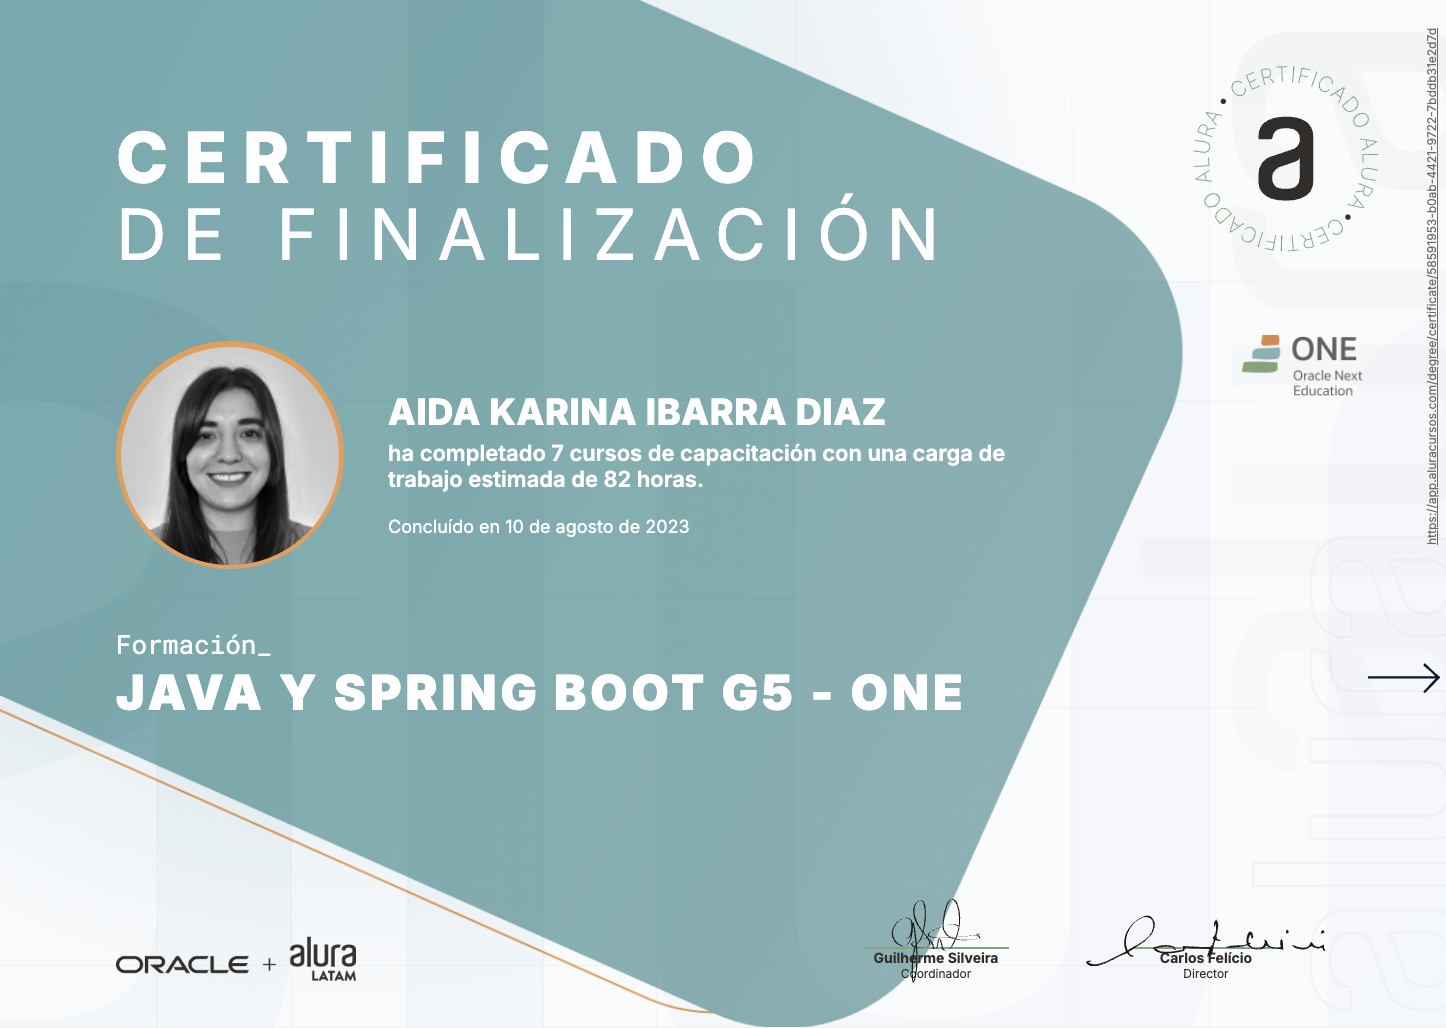 CERTIFICADO
DE FINALIZACIÓN
AIDA KARINA IBARRA DIAZ
ha completado 7 cursos de capacitación con una carga de
trabajo estimada de 82 horas.
Concluído en 10 de agosto de 2023
Formación_
JAVA Y SPRING BOOT G5 - ONE
• CERTIFICADO ALURA • CERTIFICADO ALURA
a
ONE
Oracle Next
Education
https://app.aluracursos.com/degree/certificate/58591953-b0ab-4421-9722-7bddb31e2d7d
alura
ORACLE + alura
LATAM
Guilherme Silveira
Coordinador
Carlos Felício
Director